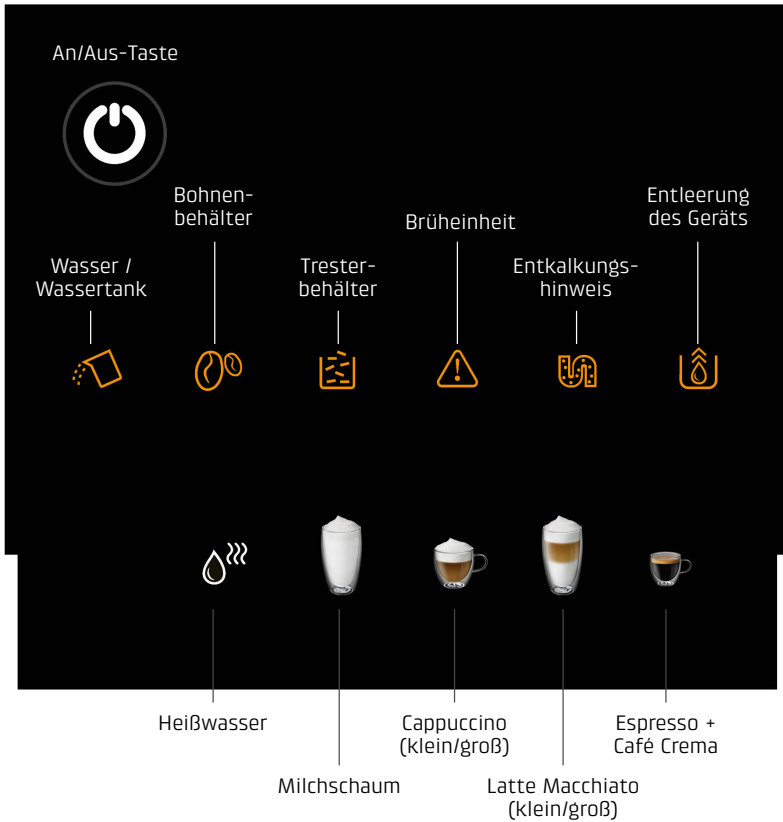 An/Aus-Taste
Bohnen-
behälter
Brüheinheit
Entleerung
des Geräts
Wasser /
Wassertank
Trester-
behälter
Entkalkungs-
hinweis
Heißwasser
Milchschaum
Cappuccino
(klein/groß)
Latte Macchiato
(klein/groß)
Espresso +
Café Crema